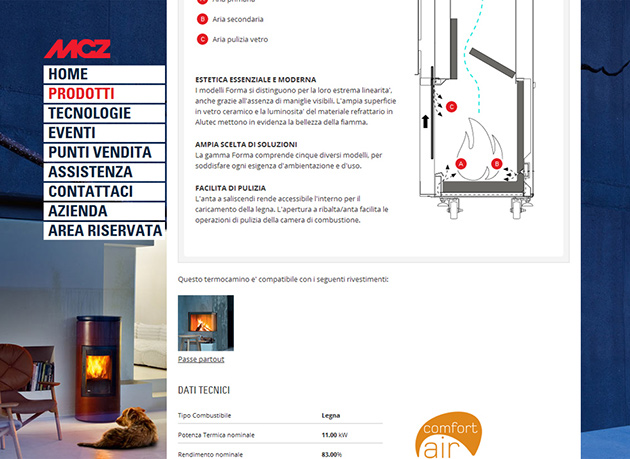 MCZ
HOME
PRODOTTI
TECNOLOGIE
EVENTI
PUNTI VENDITA
ASSISTENZA
CONTATTACI
AZIENDA
AREA RISERVATA
B Aria secondaria
C Aria pulizia vetro
ESTETICA ESSENZIALE E MODERNA
I modelli Forma si distinguono per la loro estrema linearita',
anche grazie all'assenza di maniglie visibili. L'ampia superficie
in vetro ceramico e la luminosita' del materiale refrattario in
Alutec mettono in evidenza la bellezza della fiamma.
AMPIA SCELTA DI SOLUZIONI
La gamma Forma comprende cinque diversi modelli, per
soddisfare ogni esigenza d'ambientazione e d'uso.
FACILITA DI PULIZIA
L'anta a saliscendi rende accessibile l'interno per il
caricamento della legna. L'apertura a ribalta/anta facilita le
operazioni di pulizia della camera di combustione.
C
A
B
Questo termocamino e' compatibile con i seguenti rivestimenti:
Passe partout
DATI TECNICI
Tipo Combustibile Legna
Potenza Termica nominale 11.00 kW
Rendimento nominale 83.00%
comfort
air